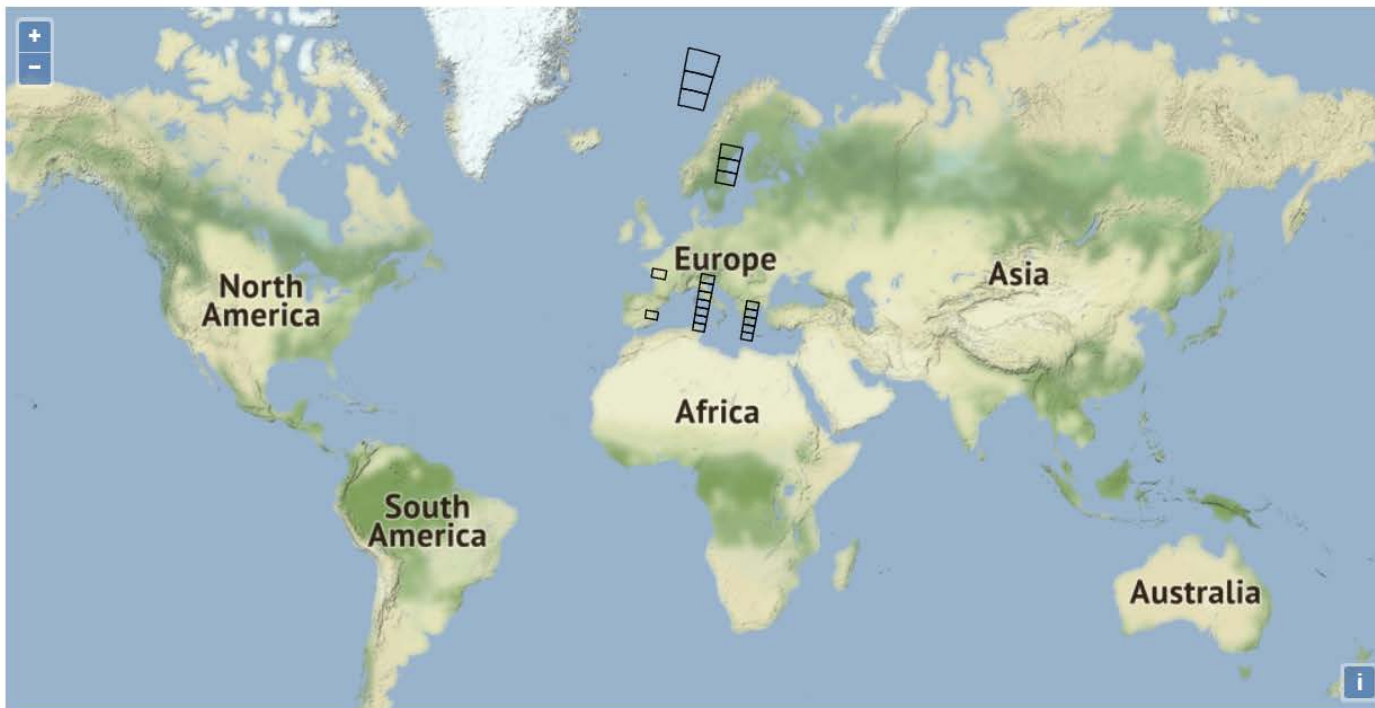 +
−
Europe
Asia
North
America
Africa
South
America
Australia
i